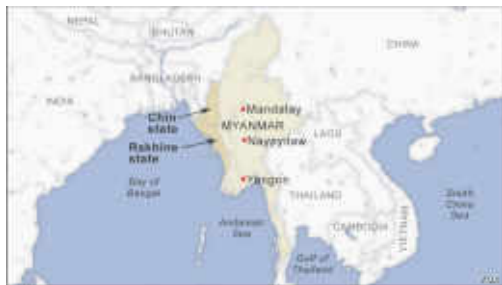 NEPAL
BHUTAN
CHINA
BANGLADESH
INDIA
Chin
state
Mandalay
MYANMAR
LAOS
Rakhine
state
Naypyitaw
Bay of
Bengal
Yangon
THAILAND
South
China
Sea
Andaman
Sea
CAMBODIA
VIETNAM
Gulf of
Thailand
VOA